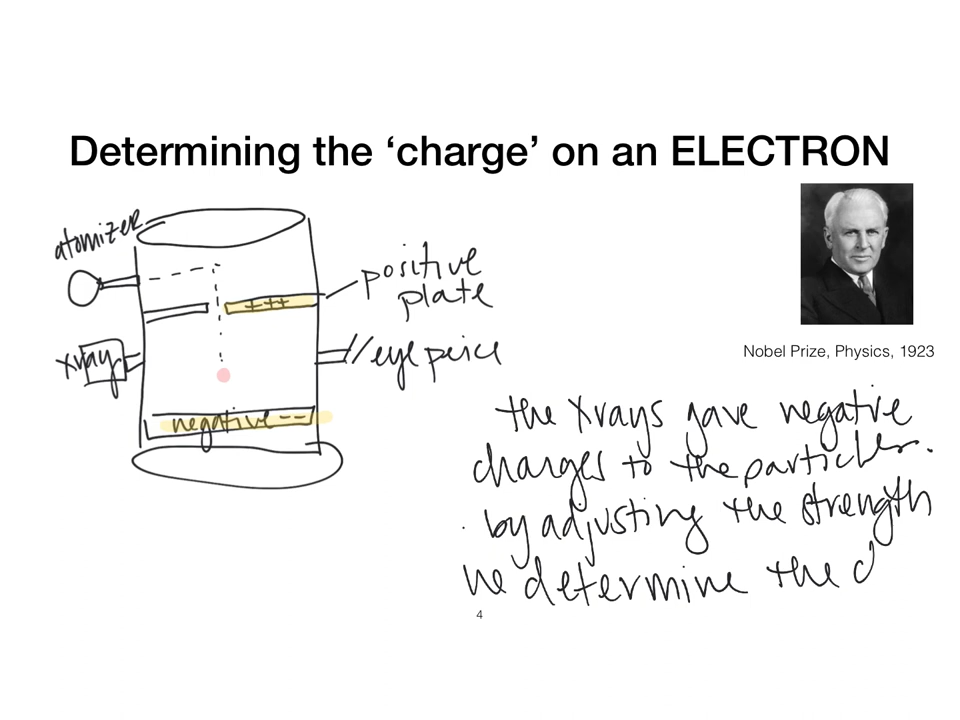 Determining the ‘charge’ on an ELECTRON
atomizer
positive
plate
+++
xray
//eye peice
negative --
Nobel Prize, Physics, 1923
the xrays gave negative
charges to the particles.
. by adjusting the strength
he determine the c
4